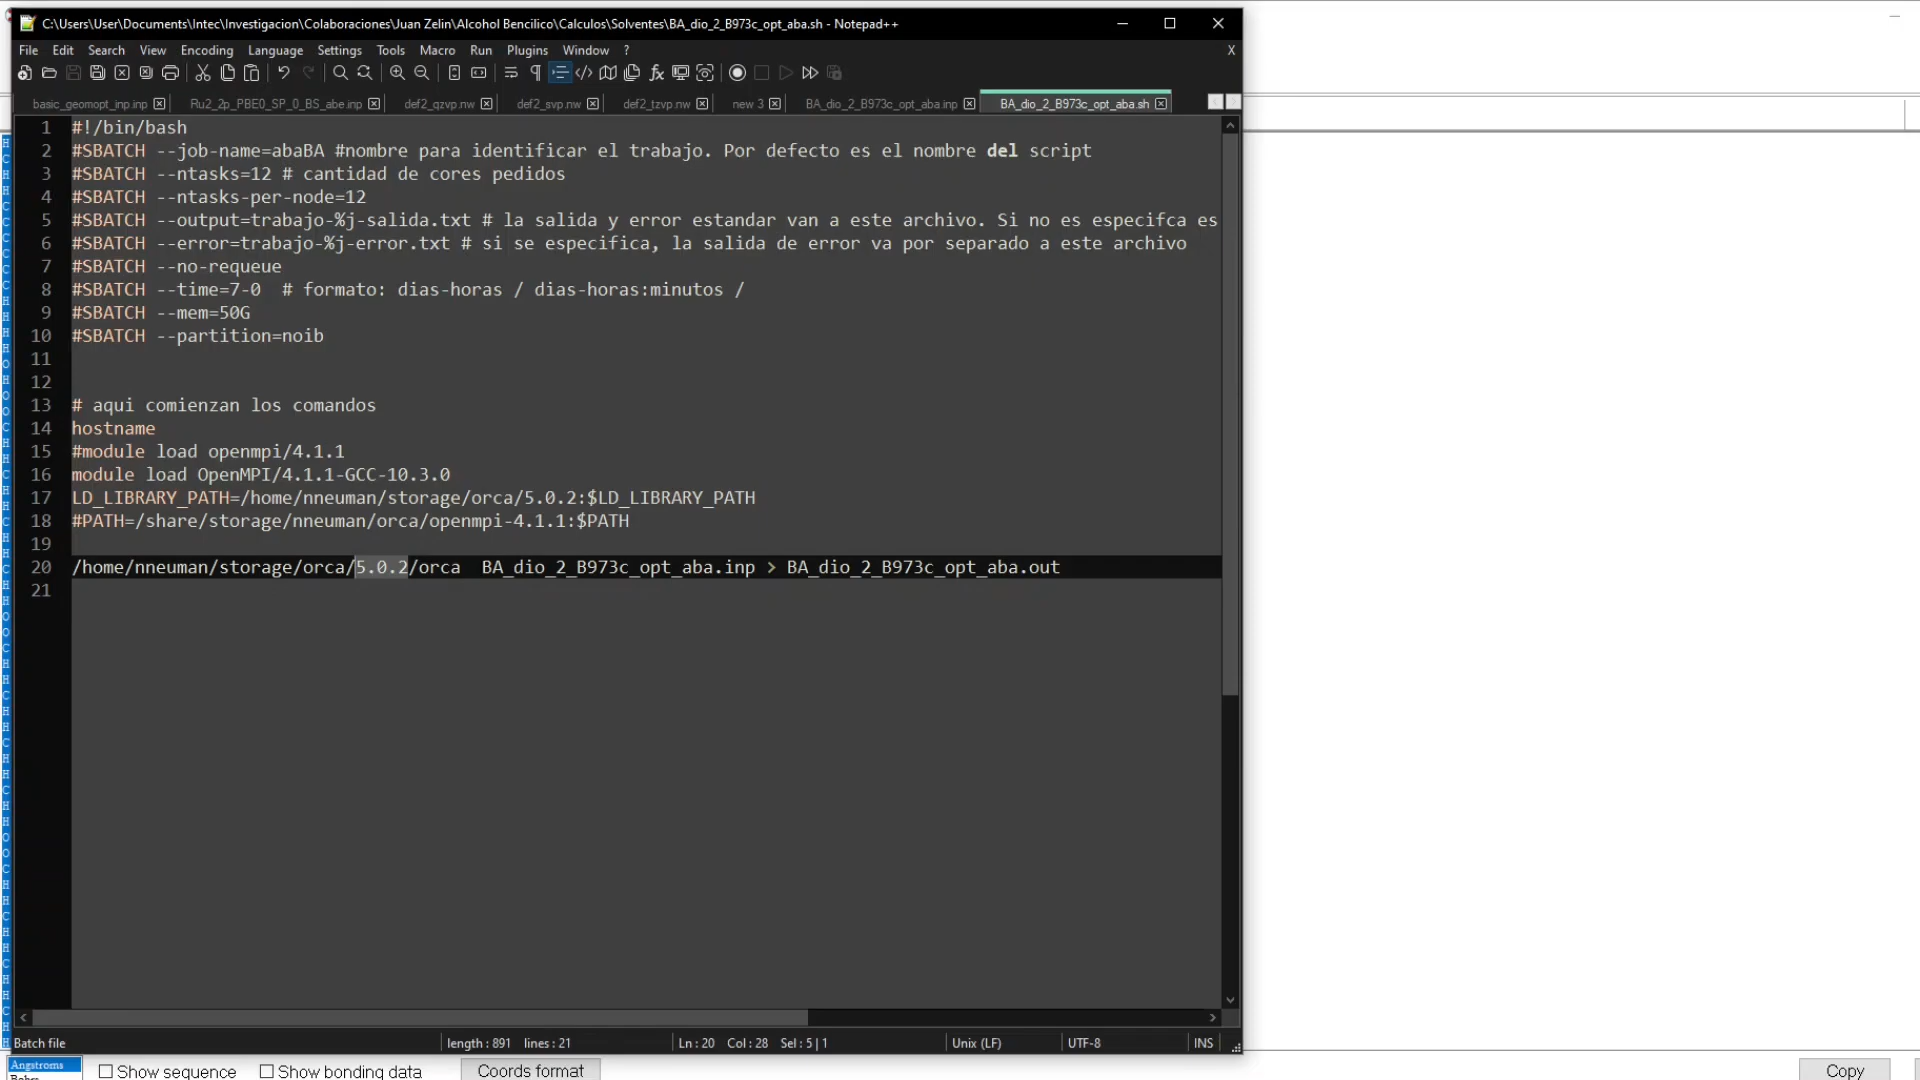 C:\Users\User\Documents\Intec\Investigacion\Colaboraciones\Juan Zelin\Alcohol Bencilico\Calculos\Solventes\BA_dio_2_B973c_opt_aba.sh - Notepad++
File Edit Search View Encoding Language Settings Tools Macro Run Plugins Window ? X
basic_geomopt_inp.inp Ru2_2p_PBE0_SP_0_BS_abe.inp def2_qzvp.nw def2_svp.nw def2_tzvp.nw new 3 BA_dio_2_B973c_opt_aba.inp BA_dio_2_B973c_opt_aba.sh
1 #!/bin/bash
2 #SBATCH --job-name=abaBA #nombre para identificar el trabajo. Por defecto es el nombre del script
3 #SBATCH --ntasks=12 # cantidad de cores pedidos
4 #SBATCH --ntasks-per-node=12
5 #SBATCH --output=trabajo-%j-salida.txt # la salida y error estandar van a este archivo. Si no es especifca es
6 #SBATCH --error=trabajo-%j-error.txt # si se especifica, la salida de error va por separado a este archivo
7 #SBATCH --no-requeue
8 #SBATCH --time=7-0 # formato: dias-horas / dias-horas:minutos /
9 #SBATCH --mem=50G
10 #SBATCH --partition=noib
11
12
13 # aqui comienzan los comandos
14 hostname
15 #module load openmpi/4.1.1
16 module load OpenMPI/4.1.1-GCC-10.3.0
17 LD_LIBRARY_PATH=/home/nneuman/storage/orca/5.0.2:$LD_LIBRARY_PATH
18 #PATH=/share/storage/nneuman/orca/openmpi-4.1.1:$PATH
19
20 /home/nneuman/storage/orca/5.0.2/orca BA_dio_2_B973c_opt_aba.inp > BA_dio_2_B973c_opt_aba.out
21
Batch file length : 891 lines : 21 Ln : 20 Col : 28 Sel : 5 | 1 Unix (LF) UTF-8 INS
Angstroms Show sequence Show bonding data Coords format Copy